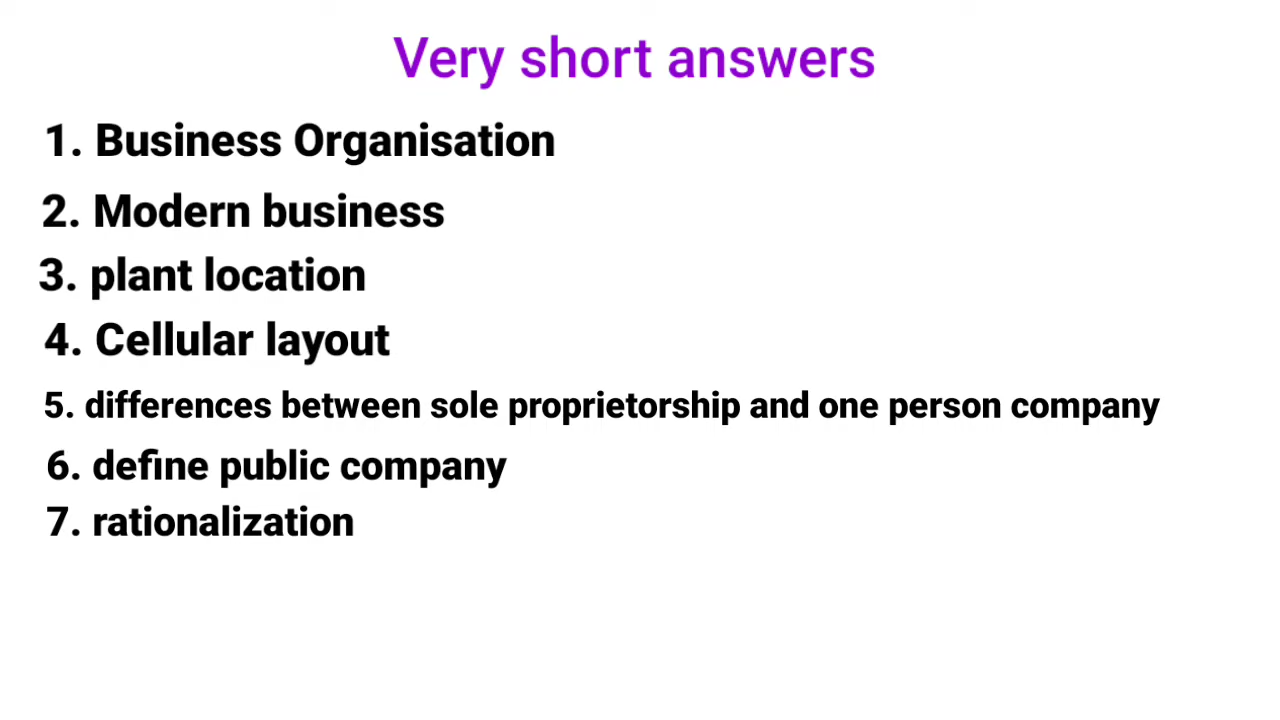 Very short answers
1. Business Organisation
2. Modern business
3. plant location
4. Cellular layout
5. differences between sole proprietorship and one person company
6. define public company
7. rationalization